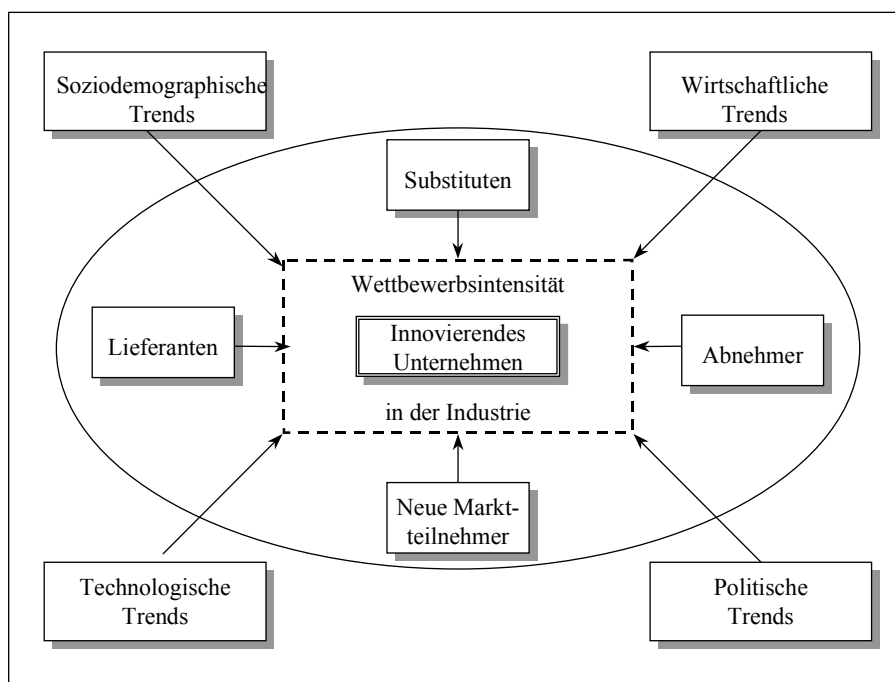 Soziodemographische
Trends
Wirtschaftliche
Trends
Substituten
Wettbewerbsintensität
Lieferanten
Innovierendes
Unternehmen
Abnehmer
in der Industrie
Neue Markt-
teilnehmer
Technologische
Trends
Politische
Trends